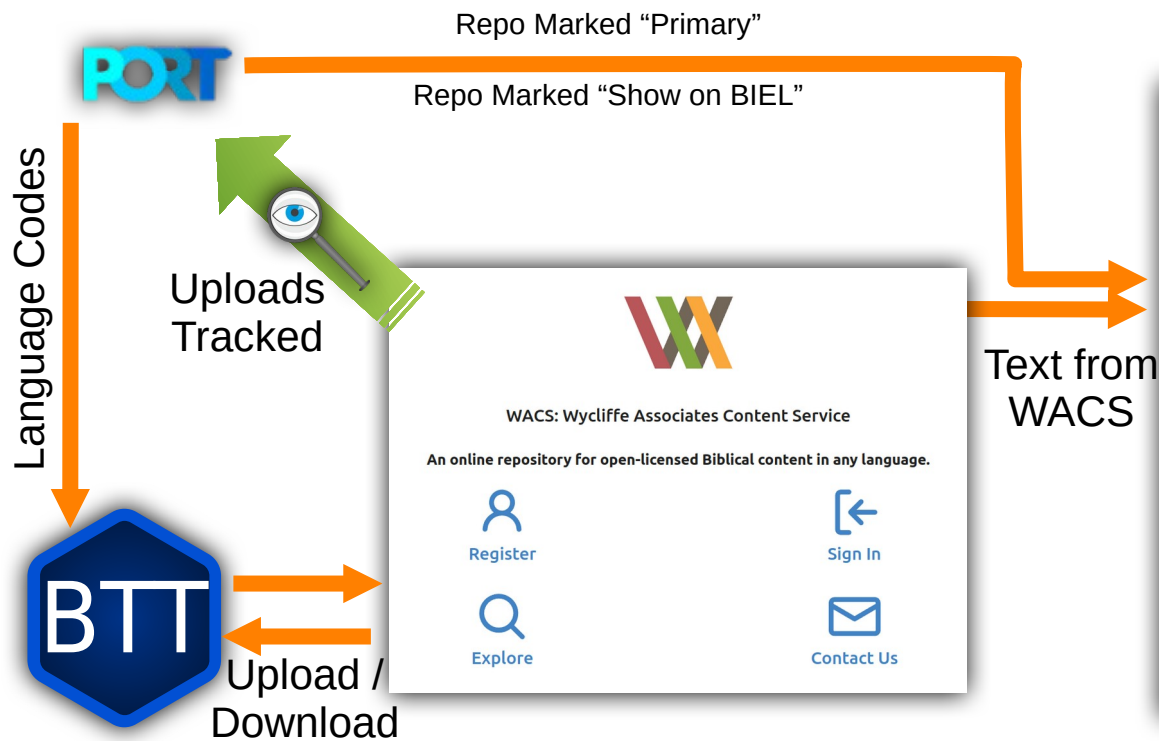 Repo Marked “Primary”
PORT
Repo Marked “Show on BIEL”
Language Codes
Uploads
Tracked
Text from
WACS
WACS: Wycliffe Associates Content Service
An online repository for open-licensed Biblical content in any language.
Register
Sign In
Explore
Contact Us
BTT
Upload /
Download